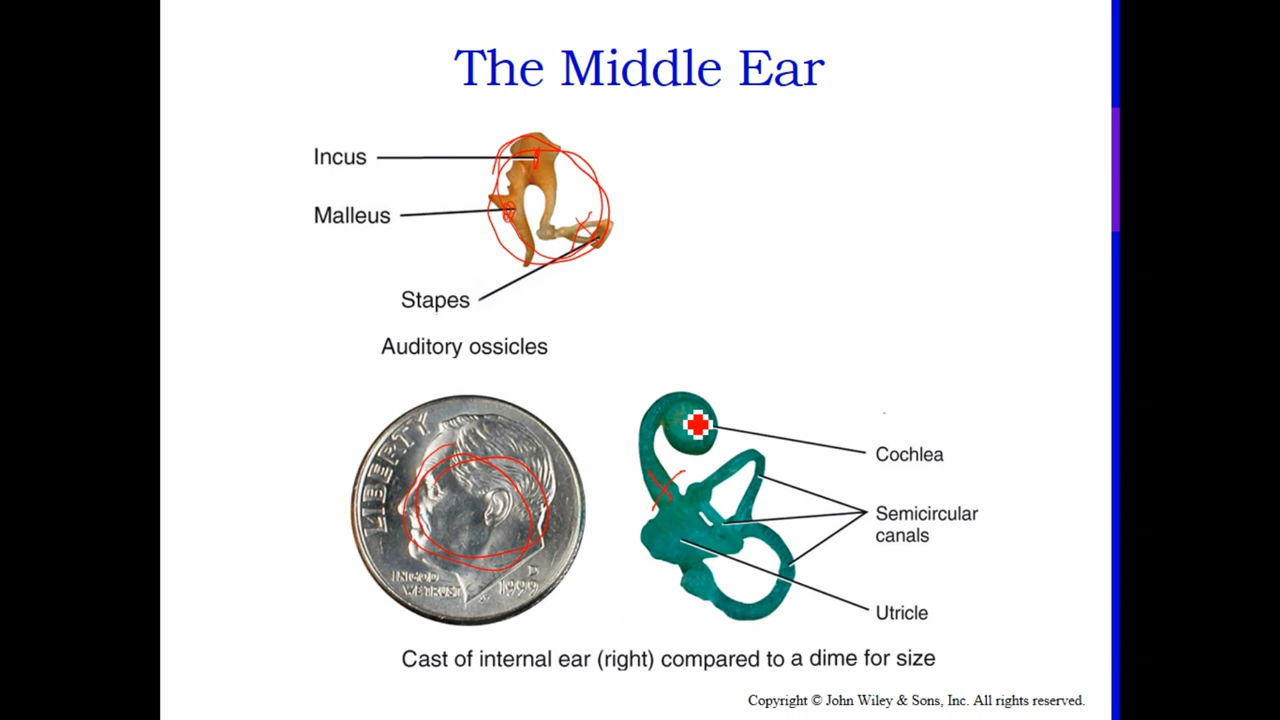 The Middle Ear
Incus
Malleus
Stapes
Auditory ossicles
LIBERTY
IN GOD
WE TRUST
D
1999
Cochlea
Semicircular
canals
Utricle
Cast of internal ear (right) compared to a dime for size
Copyright © John Wiley & Sons, Inc. All rights reserved.